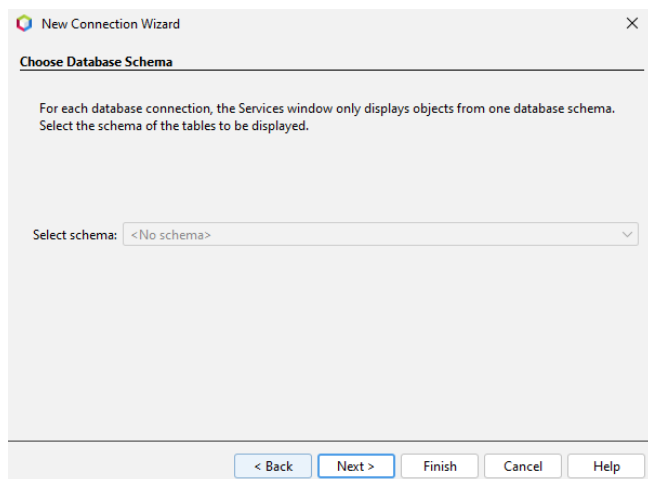 New Connection Wizard
Choose Database Schema
For each database connection, the Services window only displays objects from one database schema.
Select the schema of the tables to be displayed.
Select schema: <No schema>
< Back Next > Finish Cancel Help